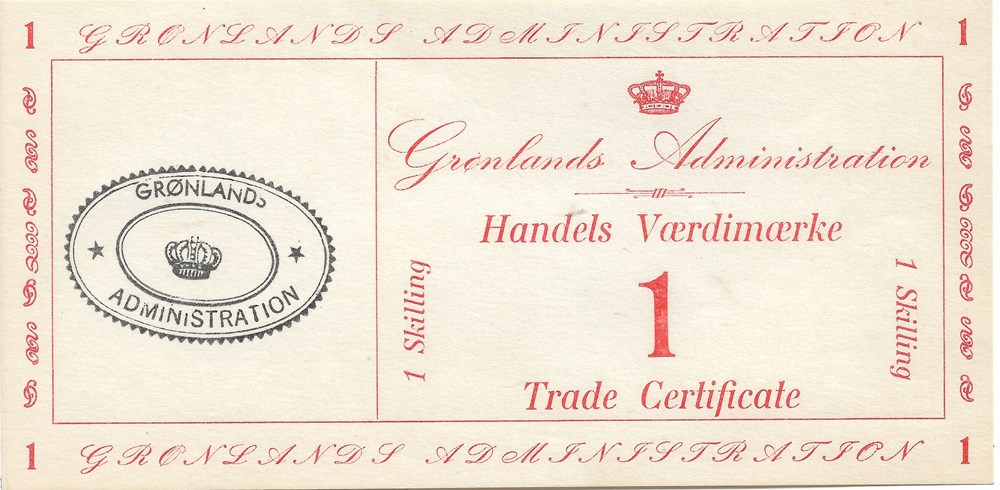 1 GRØNLANDS ADMINISTRATION 1
GRØNLANDS
ADMINISTRATION
Grønlands Administration
Handels Værdimærke
1 Skilling
1
1 Skilling
Trade Certificate
1 GRØNLANDS ADMINISTRATION 1